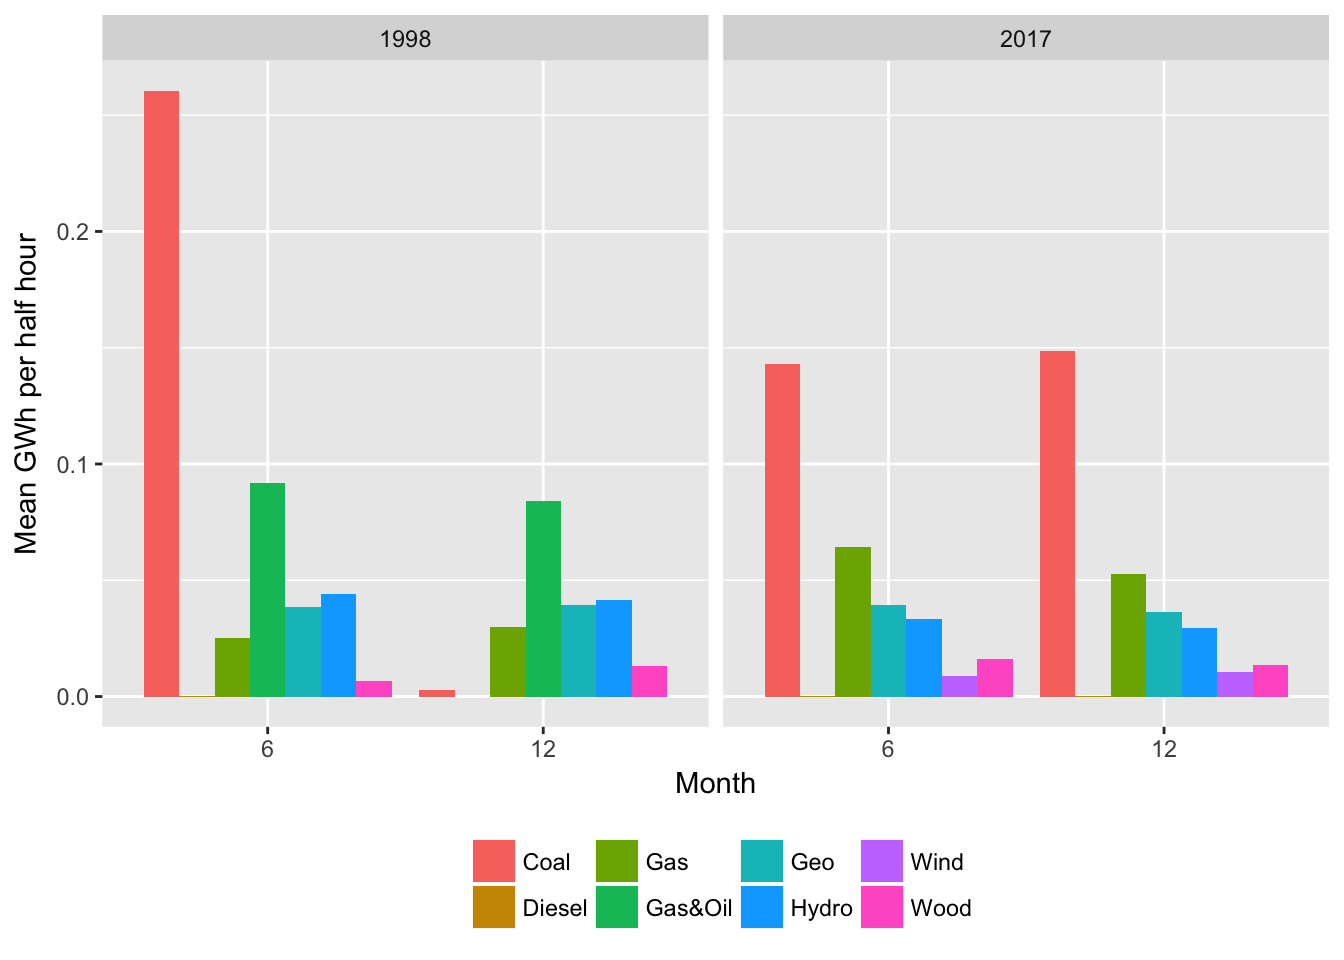 1998 2017
Mean GWh per half hour
0.2
0.1
0.0
6 12 6 12
Month
Coal Gas Geo Wind
Diesel Gas&Oil Hydro Wood